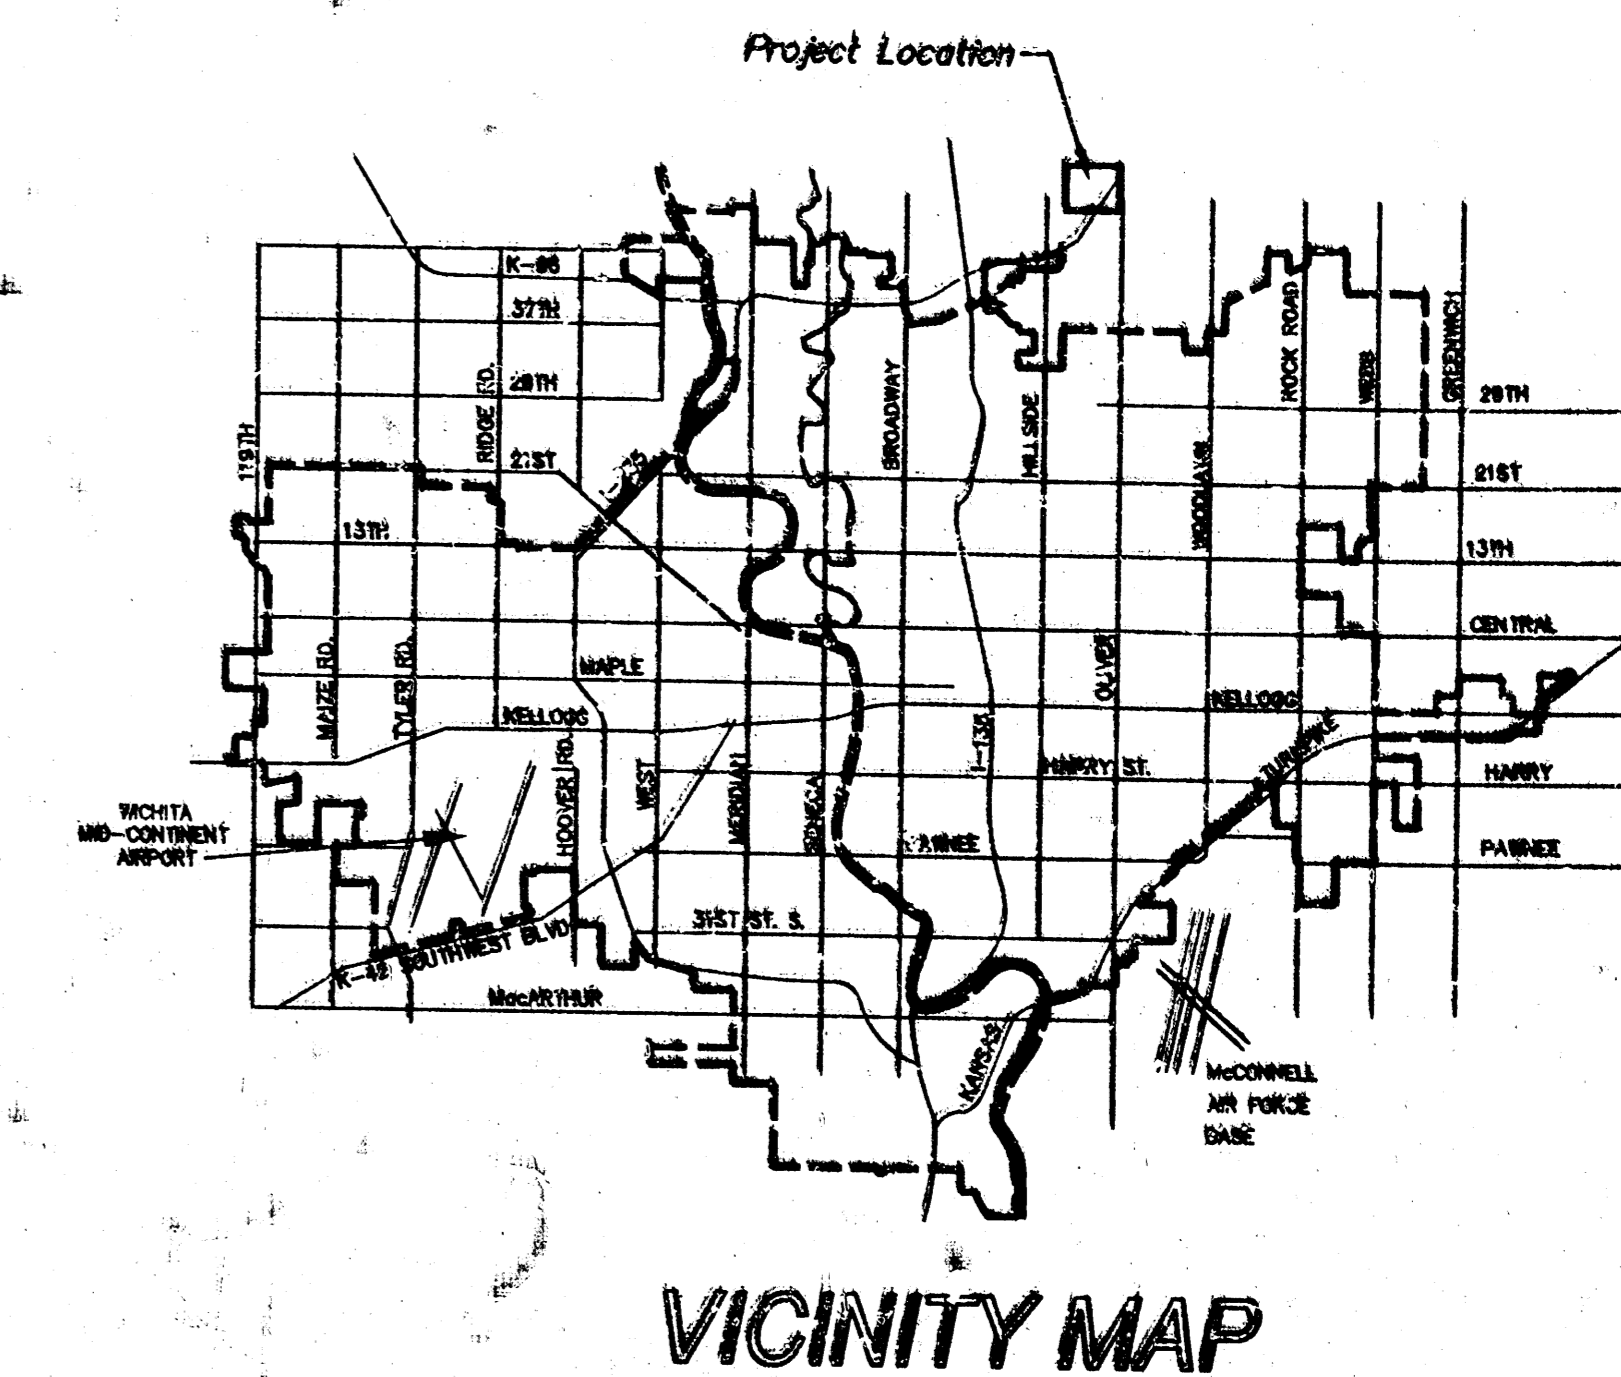 Project Location
K-96
37TH
29TH
RIDGE RD.
21ST
119TH
13TH
BROADWAY
HILLSIDE
WOODLAWN
ROCK ROAD
WEBB
GREENWICH
29TH
21ST
13TH
CENTRAL
MAIZE RD.
TYLER RD.
MAPLE
KELLOGG
OLIVER
KELLOGG
TURNPIKE
HOOVER RD.
WEST
MERIDIAN
SENECA
I-135
HARRY ST.
HARRY
PAWNEE
PAWNEE
WICHITA
MID-CONTINENT
AIRPORT
31ST ST. S.
K-42 SOUTHWEST BLVD.
MacARTHUR
KANSAS
McCONNELL
AIR FORCE
BASE
VICINITY MAP